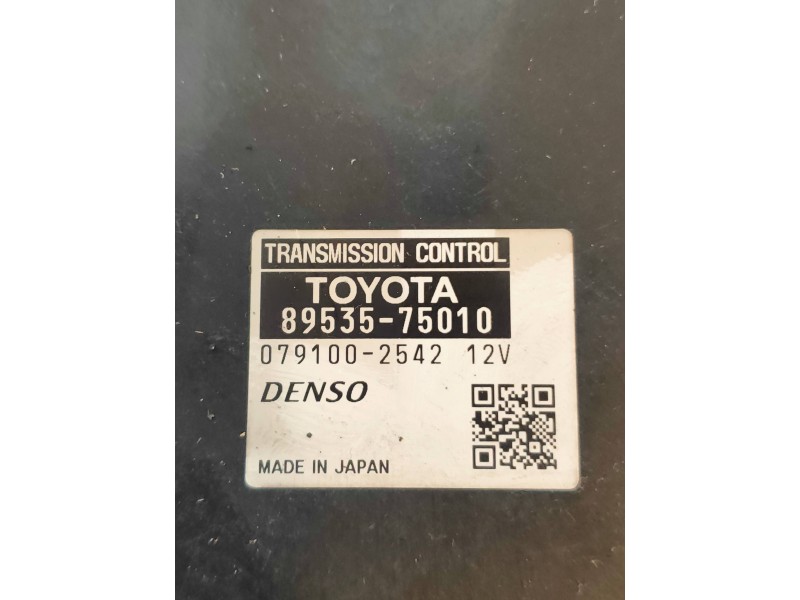 TRANSMISSION CONTROL
TOYOTA
89535-75010
079100-2542 12V
DENSO
MADE IN JAPAN